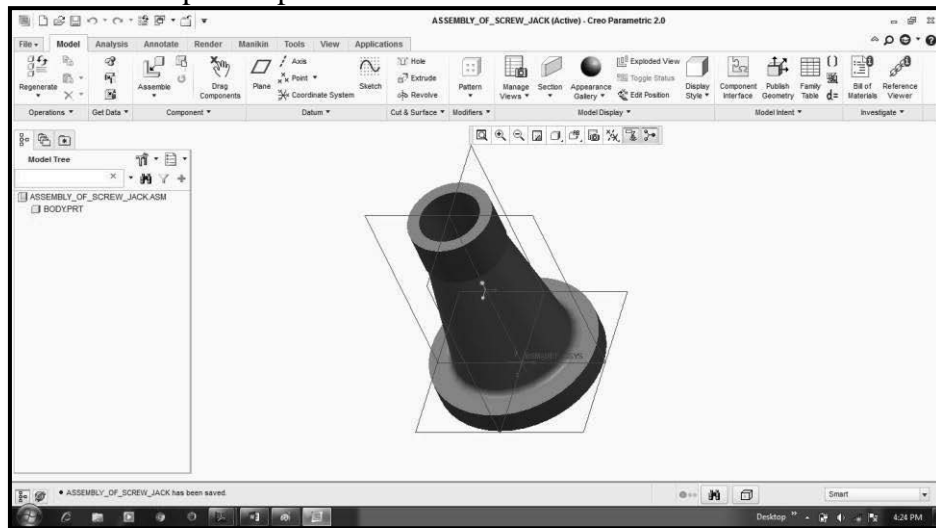 ASSEMBLY_OF_SCREW_JACK (Active) - Creo Parametric 2.0
File Model Analysis Annotate Render Manikin Tools View Applications
Regenerate
Assemble
Drag Components
Plane
Axis
Point
Coordinate System
Sketch
Hole
Extrude
Revolve
Pattern
Manage Views
Section
Appearance Gallery
Exploded View
Toggle Status
Edit Position
Display Style
Component Interface
Publish Geometry
Family Table
d=
Bill of Materials
Reference Viewer
Operations Get Data Component Datum Cut & Surface Modifiers Model Display Model Intent Investigate
Model Tree
ASSEMBLY_OF_SCREW_JACK.ASM
BODY.PRT
ASSEMBLY_OF_SCREW_JACK has been saved.
Smart
Desktop
4:24 PM